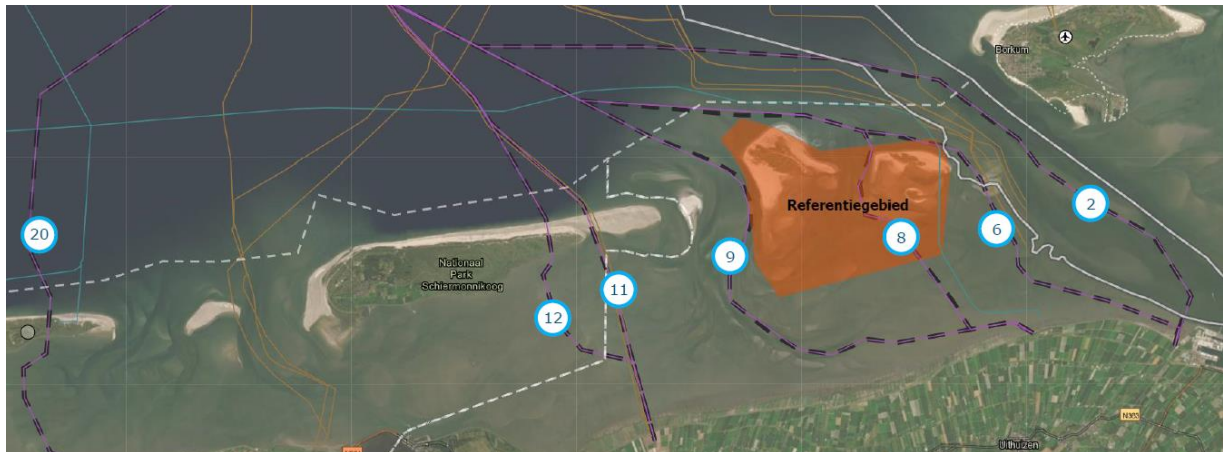 Borkum
2
Referentiegebied
20
6
8
9
Nationaal
Park
Schiermonnikoog
11
12
N363
Uithuizen